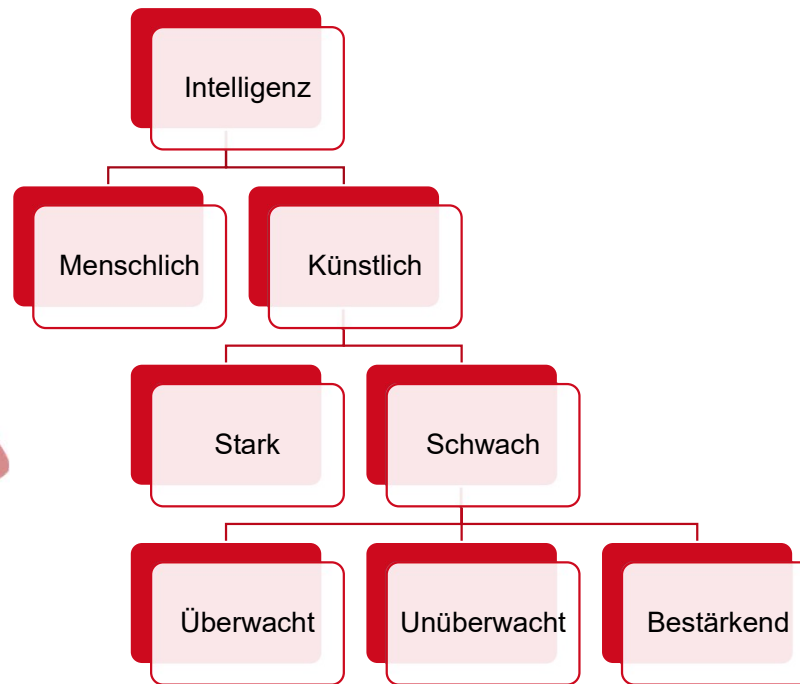 Intelligenz
Menschlich
Künstlich
Stark
Schwach
Überwacht
Unüberwacht
Bestärkend